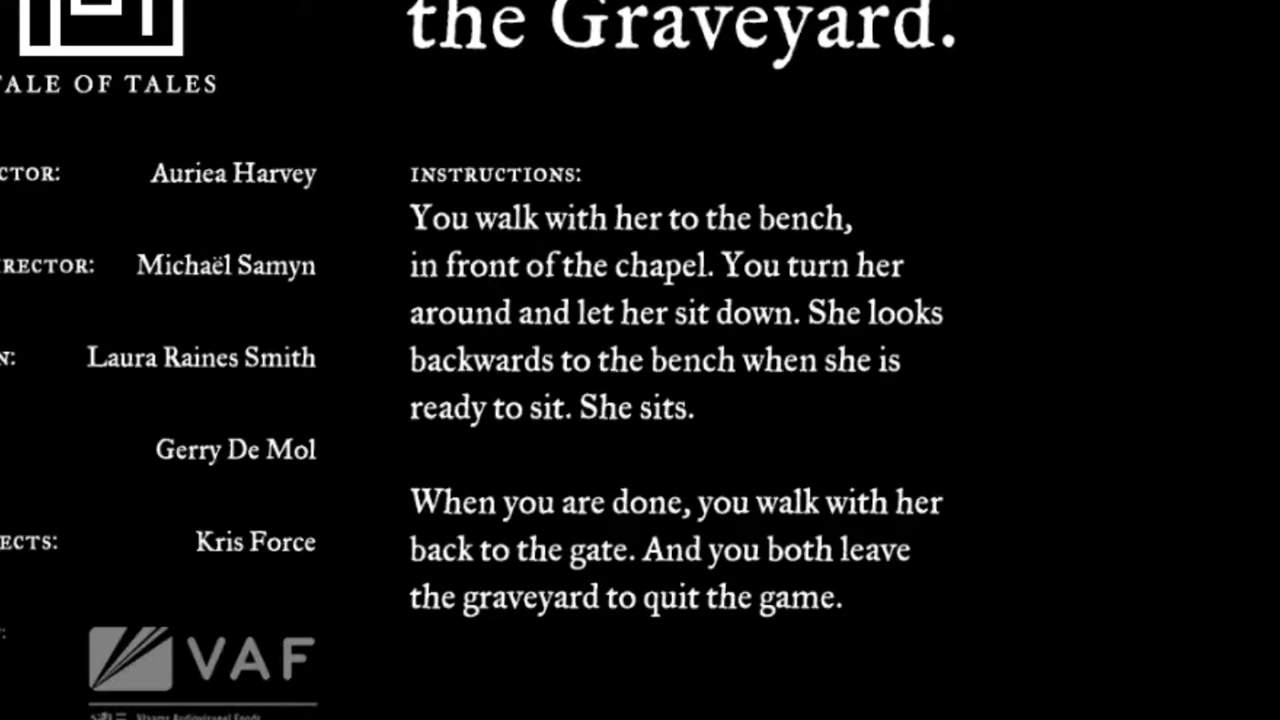 the Graveyard.
TALE OF TALES
CTOR: Auriea Harvey
RECTOR: Michaël Samyn
N: Laura Raines Smith
Gerry De Mol
ECTS: Kris Force
VAF
INSTRUCTIONS:
You walk with her to the bench,
in front of the chapel. You turn her
around and let her sit down. She looks
backwards to the bench when she is
ready to sit. She sits.
When you are done, you walk with her
back to the gate. And you both leave
the graveyard to quit the game.